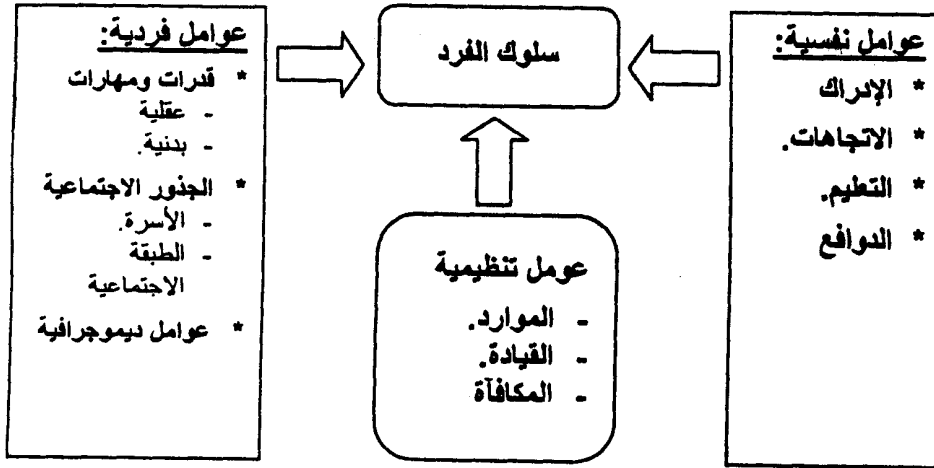 عوامل نفسية:
* الإدراك
* الاتجاهات.
* التعليم.
* الدوافع
سلوك الفرد
عوامل فردية:
* قدرات ومهارات
- عقلية
- بدنية.
* الجذور الاجتماعية
- الأسرة.
- الطبقة
الاجتماعية
* عوامل ديموجرافية
عومل تنظيمية
- الموارد.
- القيادة.
- المكافآة